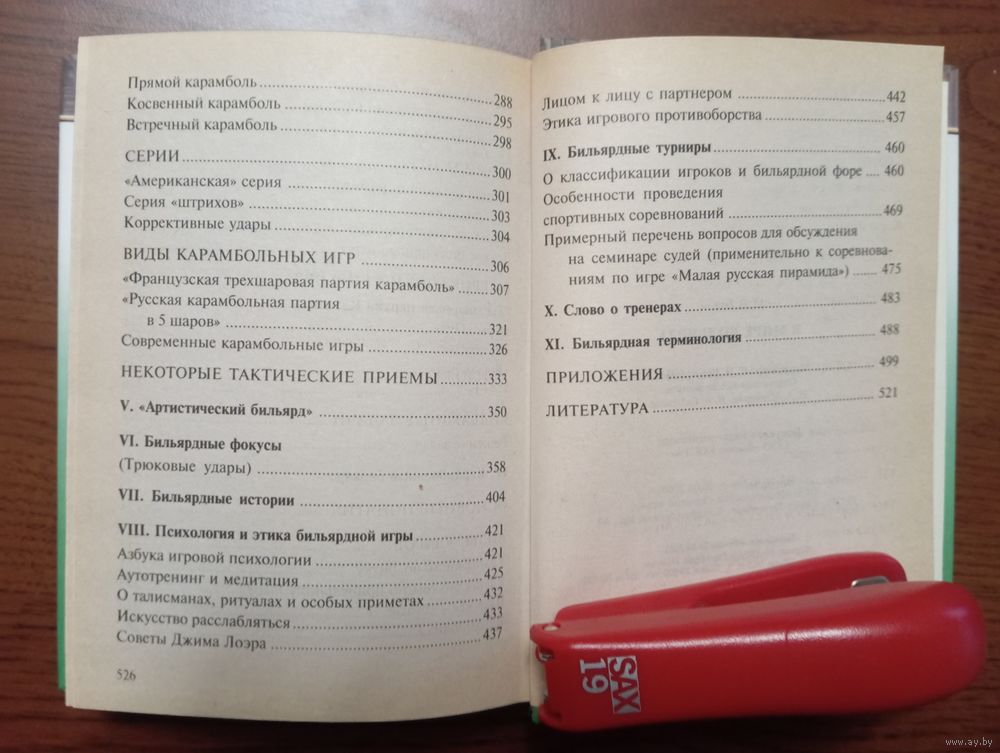 Прямой карамболь ........ 288
Косвенный карамболь ........ 295
Встречный карамболь ........ 298
СЕРИИ ........ 300
«Американская» серия ........ 301
Серия «штрихов» ........ 303
Коррективные удары ........ 304
ВИДЫ КАРАМБОЛЬНЫХ ИГР ........ 306
«Французская трехшаровая партия карамболь» ........ 307
«Русская карамбольная партия
в 5 шаров» ........ 321
Современные карамбольные игры ........ 326
НЕКОТОРЫЕ ТАКТИЧЕСКИЕ ПРИЕМЫ ........ 333
V. «Артистический бильярд» ........ 350
VI. Бильярдные фокусы
(Трюковые удары) ........ 358
VII. Бильярдные истории ........ 404
VIII. Психология и этика бильярдной игры ........ 421
Азбука игровой психологии ........ 421
Аутотренинг и медитация ........ 425
О талисманах, ритуалах и особых приметах ........ 432
Искусство расслабляться ........ 433
Советы Джима Лоэра ........ 437
526
Лицом к лицу с партнером ........ 442
Этика игрового противоборства ........ 457
IX. Бильярдные турниры ........ 460
О классификации игроков и бильярдной форе .... 460
Особенности проведения
спортивных соревнований ........ 469
Примерный перечень вопросов для обсуждения
на семинаре судей (применительно к соревнова-
ниям по игре «Малая русская пирамида») ...... 475
X. Слово о тренерах ........ 483
XI. Бильярдная терминология ........ 488
ПРИЛОЖЕНИЯ ........ 499
ЛИТЕРАТУРА ........ 521
SAX
19
www.ay.by